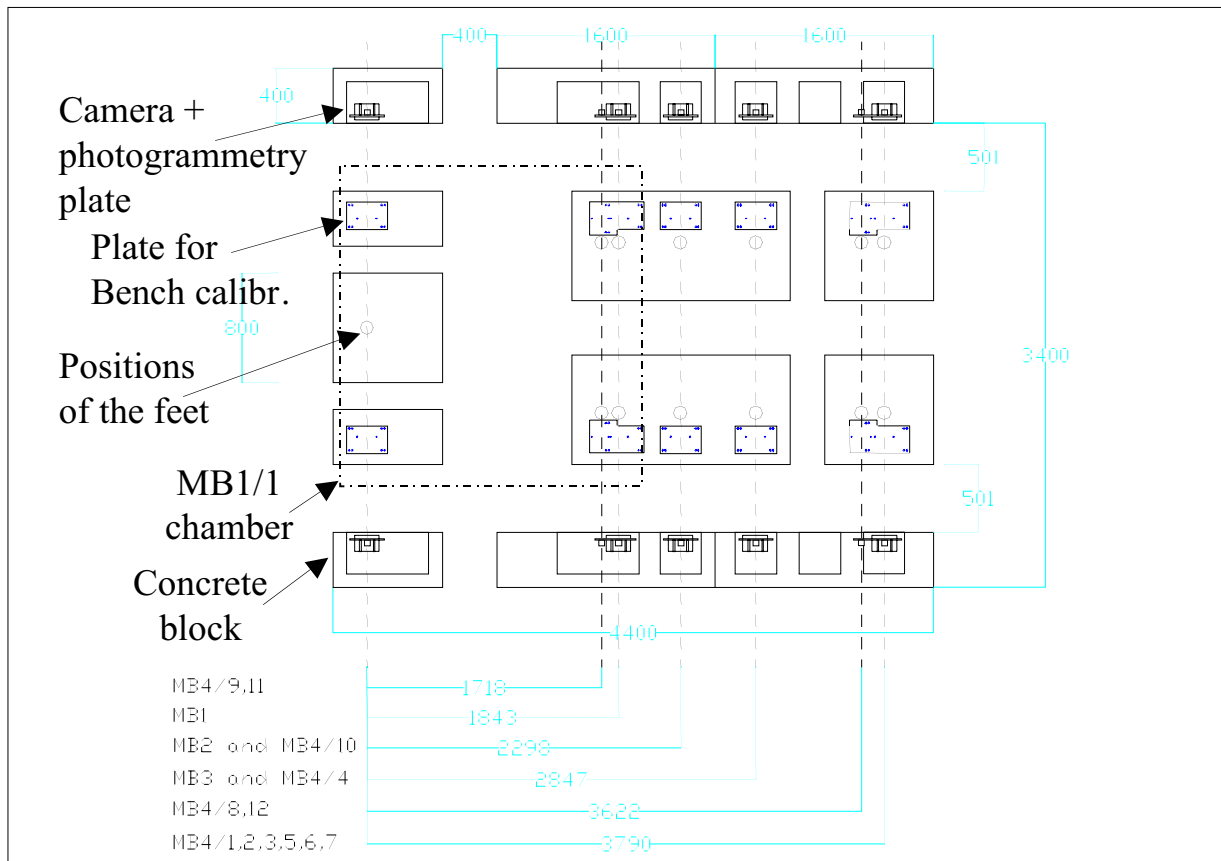 400
1600
1600
400
Camera +
photogrammetry
plate
501
Plate for
Bench calibr.
800
Positions
of the feet
3400
MB1/1
chamber
501
Concrete
block
4400
MB4/9,11
1718
MB1
1843
MB2 and MB4/10
2298
MB3 and MB4/4
2847
MB4/8,12
3622
MB4/1,2,3,5,6,7
3790